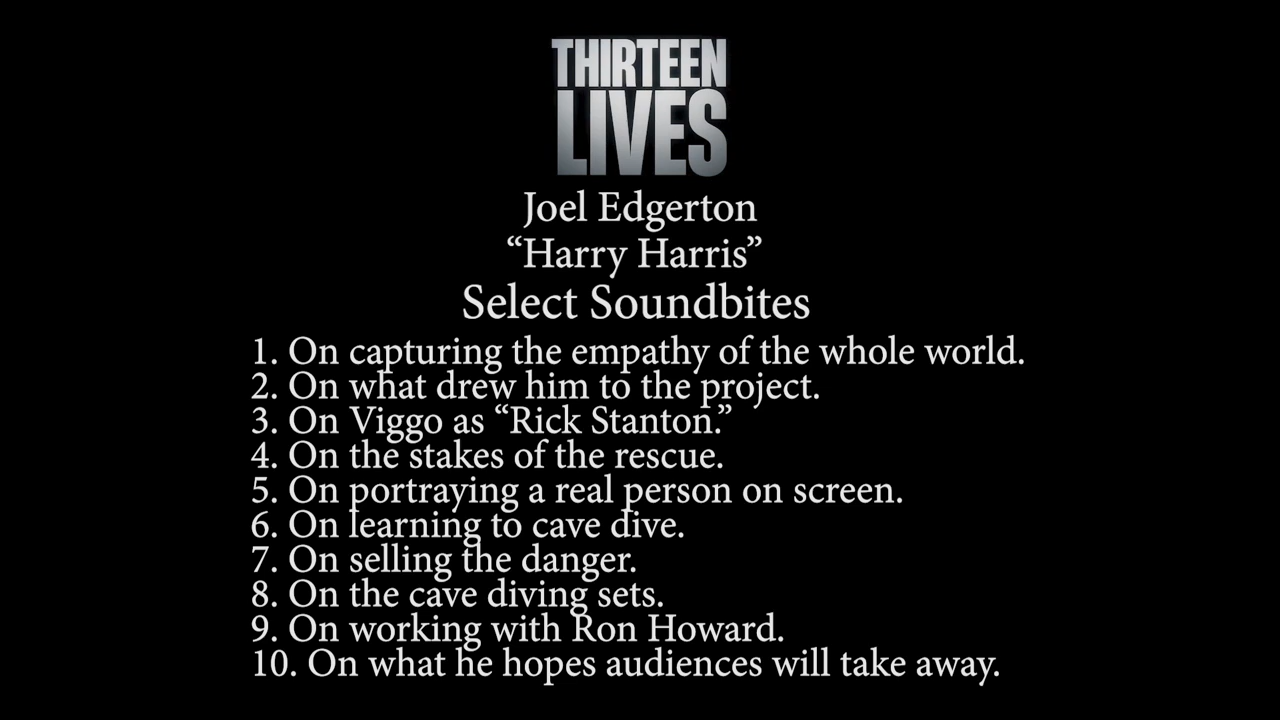 THIRTEEN
LIVES
Joel Edgerton
“Harry Harris”
Select Soundbites
1. On capturing the empathy of the whole world.
2. On what drew him to the project.
3. On Viggo as “Rick Stanton.”
4. On the stakes of the rescue.
5. On portraying a real person on screen.
6. On learning to cave dive.
7. On selling the danger.
8. On the cave diving sets.
9. On working with Ron Howard.
10. On what he hopes audiences will take away.